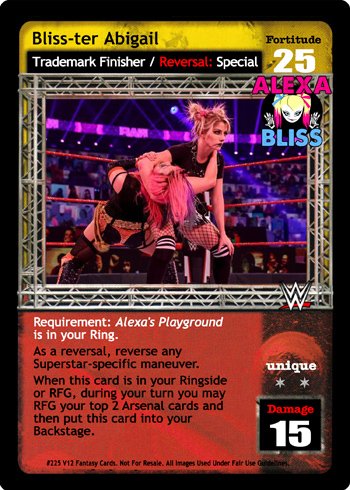 Bliss-ter Abigail
Fortitude
25
Trademark Finisher / Reversal: Special
ALEXA
BLISS
Requirement: Alexa's Playground
is in your Ring.
As a reversal, reverse any
Superstar-specific maneuver.
When this card is in your Ringside
or RFG, during your turn you may
RFG your top 2 Arsenal cards and
then put this card into your
Backstage.
unique
Damage
15
#225 V12 Fantasy Cards. Not For Resale. All Images Used Under Fair Use Guidelines.